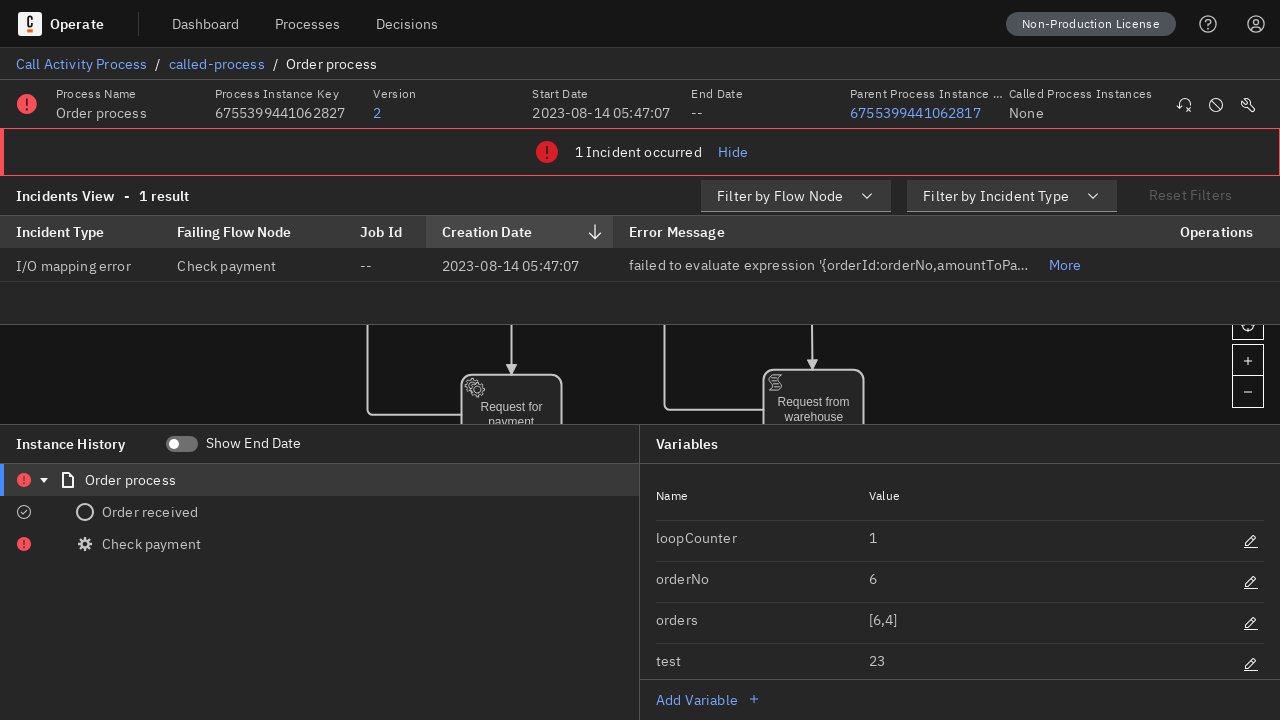 Operate
Dashboard
Processes
Decisions
Non-Production License
Call Activity Process / called-process / Order process
Process Name
Order process
Process Instance Key
6755399441062827
Version
2
Start Date
2023-08-14 05:47:07
End Date
--
Parent Process Instance ...
6755399441062817
Called Process Instances
None
1 Incident occurred
Hide
Incidents View - 1 result
Filter by Flow Node
Filter by Incident Type
Reset Filters
Incident Type
Failing Flow Node
Job Id
Creation Date
Error Message
Operations
I/O mapping error
Check payment
--
2023-08-14 05:47:07
failed to evaluate expression '{orderId:orderNo,amountToPa...
More
Request for
payment
Request from
warehouse
Instance History
Show End Date
Order process
Order received
Check payment
Variables
Name
Value
loopCounter
1
orderNo
6
orders
[6,4]
test
23
Add Variable +